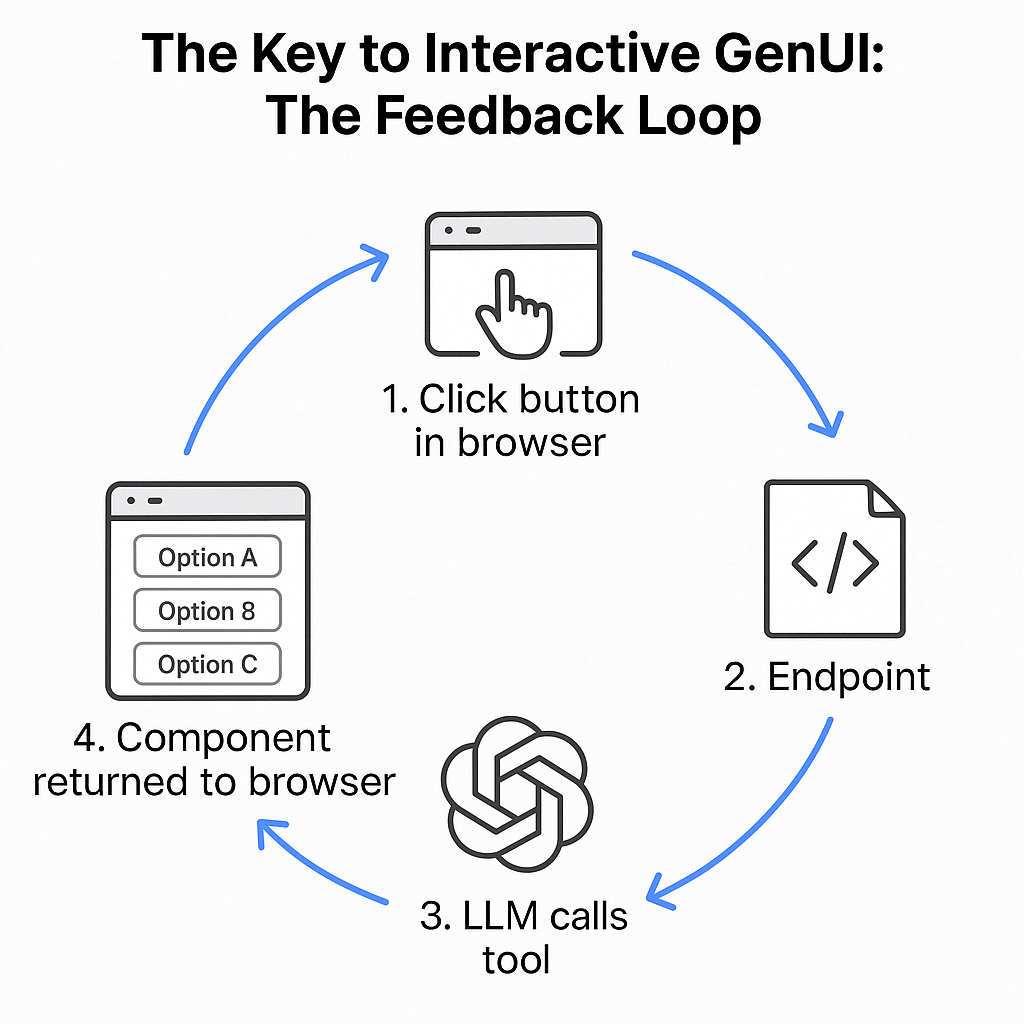 The Key to Interactive GenUI:
The Feedback Loop
1. Click button
in browser
2. Endpoint
3. LLM calls
tool
Option A
Option 8
Option C
4. Component
returned to browser